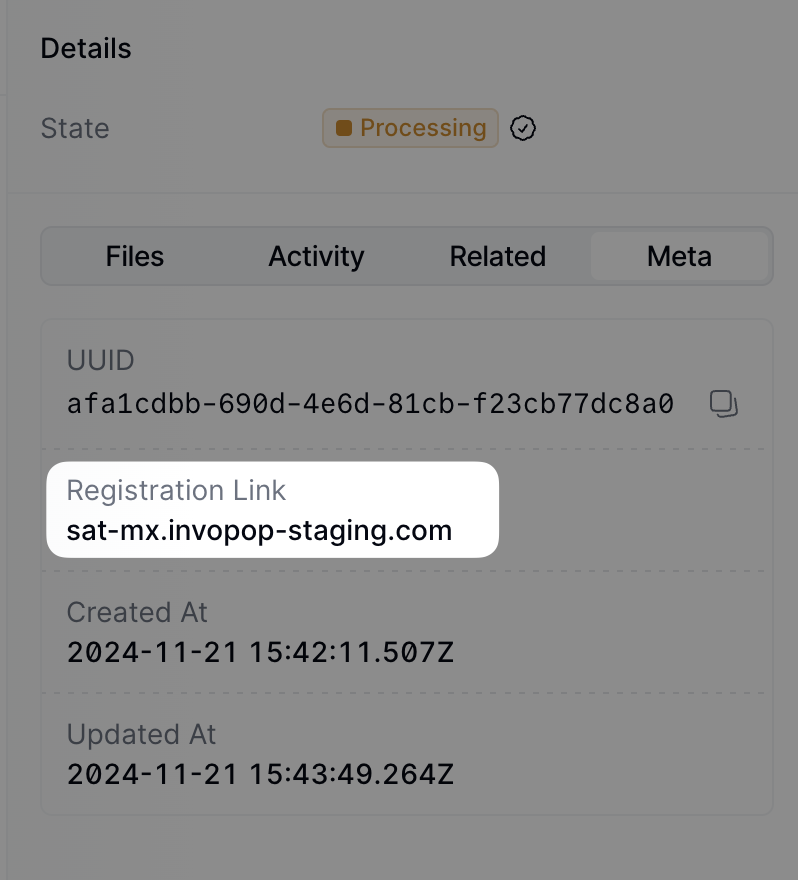 Details
State Processing
Files Activity Related Meta
UUID
afa1cdbb-690d-4e6d-81cb-f23cb77dc8a0
Registration Link
sat-mx.invopop-staging.com
Created At
2024-11-21 15:42:11.507Z
Updated At
2024-11-21 15:43:49.264Z